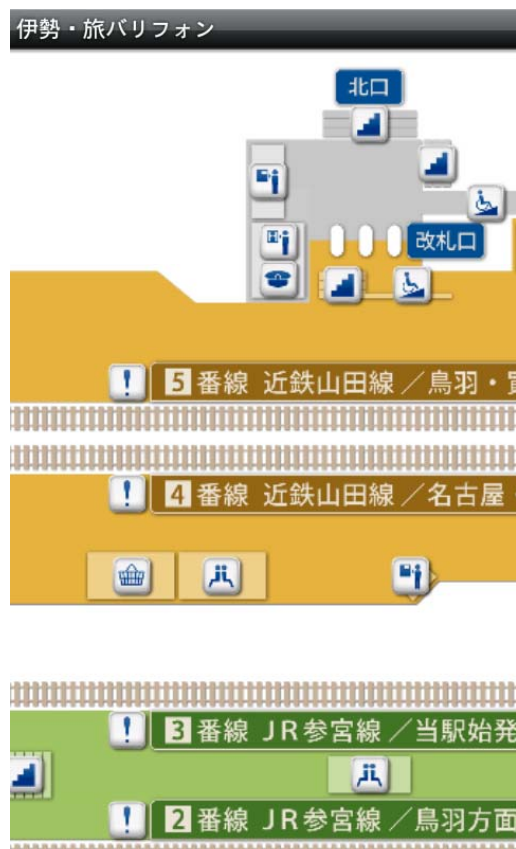 伊勢・旅バリフォン
北口
改札口
5番線 近鉄山田線／鳥羽・
4番線 近鉄山田線／名古屋
3番線 JR参宮線／当駅始発
2番線 JR参宮線／鳥羽方面